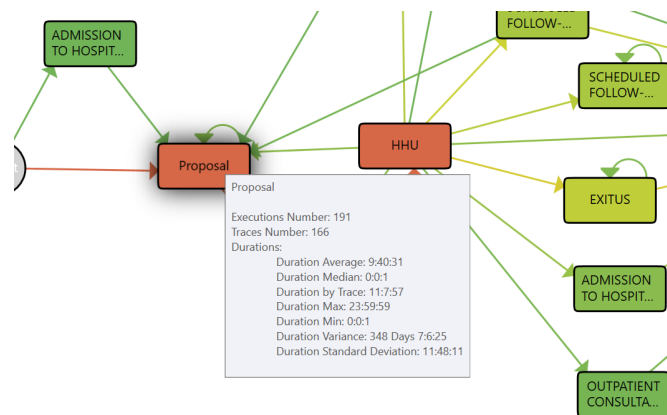 SCHEDULED
FOLLOW-...
ADMISSION
TO HOSPIT...
SCHEDULED
FOLLOW-...
HHU
Proposal
EXITUS
Proposal
Executions Number: 191
Traces Number: 166
Durations:
Duration Average: 9:40:31
Duration Median: 0:0:1
Duration by Trace: 11:7:57
Duration Max: 23:59:59
Duration Min: 0:0:1
Duration Variance: 348 Days 7:6:25
Duration Standard Deviation: 11:48:11
ADMISSION
TO HOSPIT...
OUTPATIENT
CONSULTA...